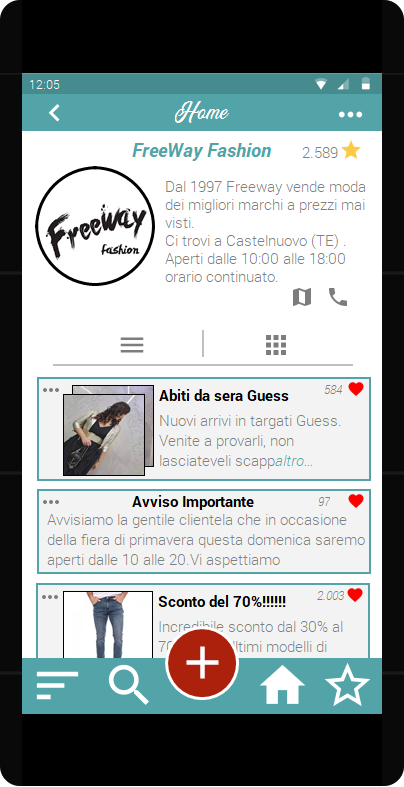 12:05
Home
FreeWay Fashion 2.589
Freeway
fashion
Dal 1997 Freeway vende moda
dei migliori marchi a prezzi mai
visti.
Ci trovi a Castelnuovo (TE) .
Aperti dalle 10:00 alle 18:00
orario continuato.
Abiti da sera Guess 584
Nuovi arrivi in targati Guess.
Venite a provarli, non
lasciateveli scappaltro...
Avviso Importante 97
Avvisiamo la gentile clientela che in occasione
della fiera di primavera questa domenica saremo
aperti dalle 10 alle 20.Vi aspettiamo
Sconto del 70%!!!!!! 2.003
Incredibile sconto dal 30% al
ltimi modelli di